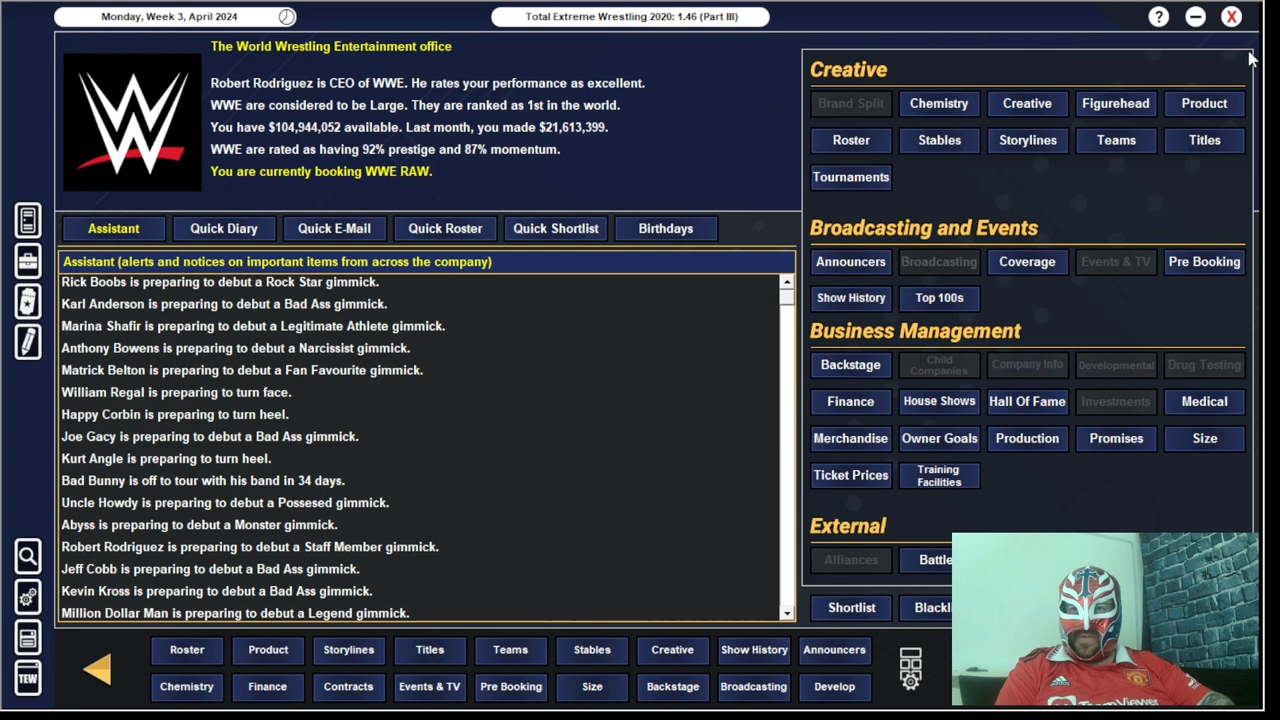 Monday, Week 3, April 2024
Total Extreme Wrestling 2020: 1.46 (Part III)
? X
The World Wrestling Entertainment office
Robert Rodriguez is CEO of WWE. He rates your performance as excellent.
WWE are considered to be Large. They are ranked as 1st in the world.
You have $104,944,052 available. Last month, you made $21,613,399.
WWE are rated as having 92% prestige and 87% momentum.
You are currently booking WWE RAW.
Assistant Quick Diary Quick E-Mail Quick Roster Quick Shortlist Birthdays
Assistant (alerts and notices on important items from across the company)
Rick Boobs is preparing to debut a Rock Star gimmick.
Karl Anderson is preparing to debut a Bad Ass gimmick.
Marina Shafir is preparing to debut a Legitimate Athlete gimmick.
Anthony Bowens is preparing to debut a Narcissist gimmick.
Matrick Belton is preparing to debut a Fan Favourite gimmick.
William Regal is preparing to turn face.
Happy Corbin is preparing to turn heel.
Joe Gacy is preparing to debut a Bad Ass gimmick.
Kurt Angle is preparing to turn heel.
Bad Bunny is off to tour with his band in 34 days.
Uncle Howdy is preparing to debut a Possesed gimmick.
Abyss is preparing to debut a Monster gimmick.
Robert Rodriguez is preparing to debut a Staff Member gimmick.
Jeff Cobb is preparing to debut a Bad Ass gimmick.
Kevin Kross is preparing to debut a Bad Ass gimmick.
Million Dollar Man is preparing to debut a Legend gimmick.
Creative
Brand Split Chemistry Creative Figurehead Product
Roster Stables Storylines Teams Titles
Tournaments
Broadcasting and Events
Announcers Broadcasting Coverage Events & TV Pre Booking
Show History Top 100s
Business Management
Backstage Child Companies Company Info Developmental Drug Testing
Finance House Shows Hall Of Fame Investments Medical
Merchandise Owner Goals Production Promises Size
Ticket Prices Training Facilities
External
Alliances Battle
Shortlist Blackli
TEW
Roster Product Storylines Titles Teams Stables Creative Show History Announcers
Chemistry Finance Contracts Events & TV Pre Booking Size Backstage Broadcasting Develop
TeamViewer